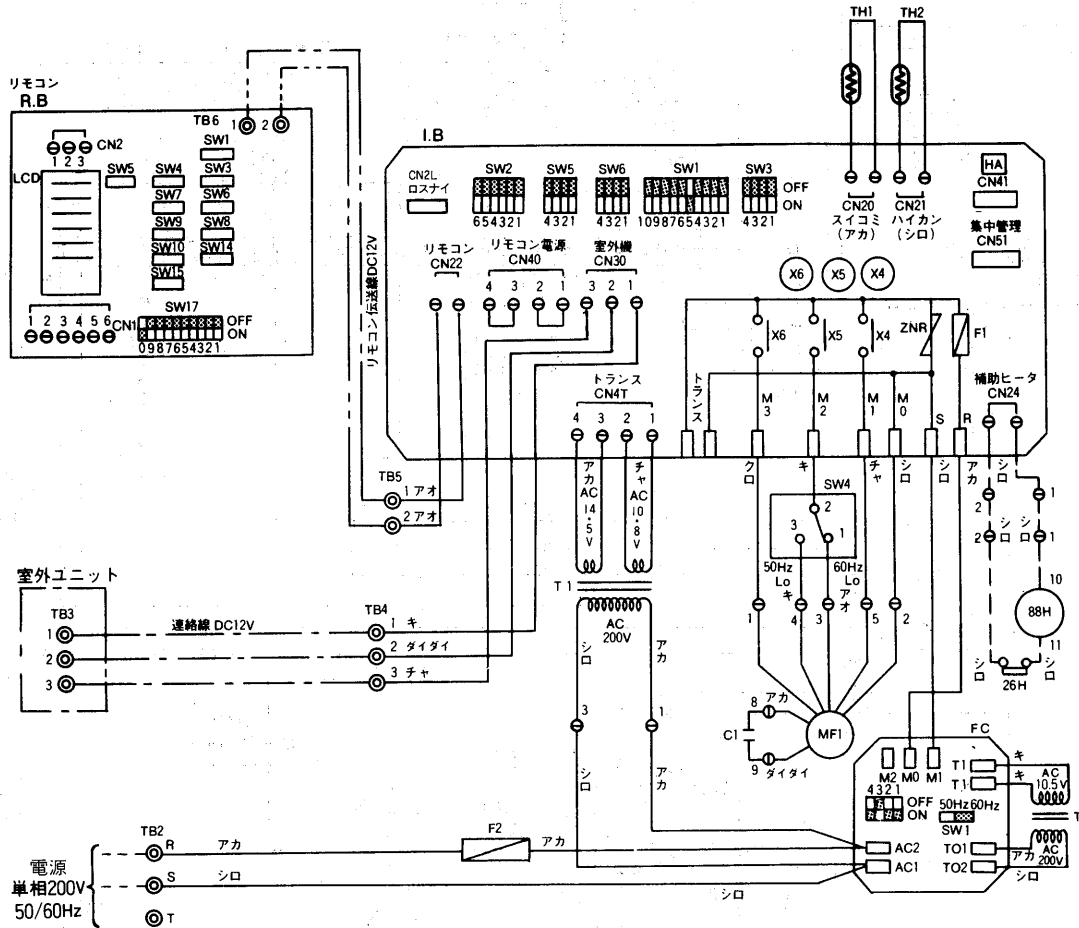 リモコン
R.B
TB6
1
2
CN2
1 2 3
LCD
SW1
SW5
SW4
SW3
SW7
SW6
SW9
SW8
SW10
SW14
SW15
SW17
1 2 3 4 5 6
CN1
OFF
ON
0987654321
リモコン伝送線DC12V
TH1
TH2
I.B
CN2L
ロスナイ
SW2
654321
SW5
4321
SW6
4321
SW1
10987654321
SW3
4321
OFF
ON
CN20
スイコミ
(アカ)
CN21
ハイカン
(シロ)
HA
CN41
集中管理
CN51
リモコン
CN22
リモコン電源
CN40
4 3 2 1
室外機
CN30
3 2 1
X6
X5
X4
X6
X5
X4
ZNR
F1
トランス
CN4T
4 3 2 1
トランス
M3
M2
M1
M0
S
R
補助ヒータ
CN24
クロ
キ
チャ
シロ
シロ
アカ
シロ
アカ
AC
14.5V
チャ
AC
10.8V
T1
AC
200V
シロ
アカ
3
1
シロ
アカ
TB5
1 アオ
2 アオ
SW4
2
3
1
50Hz
Lo
キ
60Hz
Lo
アオ
1
4
3
5
2
2
1
シロ
シロ
2
1
10
88H
11
シロ
シロ
26H
室外ユニット
TB3
1
2
3
連絡線 DC12V
TB4
1 キ
2 ダイダイ
3 チャ
8 アカ
C1
9 ダイダイ
MF1
FC
M2 M0 M1
T1
T1
キ
キ
AC
10.5V
T
4321
OFF
ON
50Hz 60Hz
SW1
AC2
AC1
TO1
TO2
アカ
AC
200V
シロ
電源
単相200V
50/60Hz
TB2
R
アカ
F2
アカ
S
シロ
シロ
T